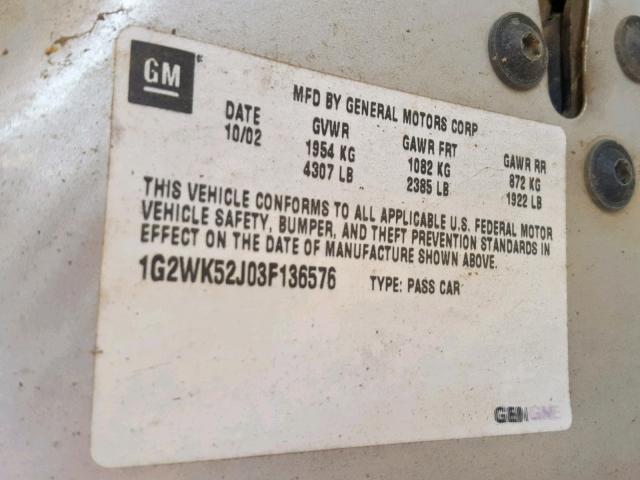 GM
MFD BY GENERAL MOTORS CORP
DATE GVWR GAWR FRT GAWR RR
10/02 1954 KG 1082 KG 872 KG
4307 LB 2385 LB 1922 LB
THIS VEHICLE CONFORMS TO ALL APPLICABLE U.S. FEDERAL MOTOR
VEHICLE SAFETY, BUMPER, AND THEFT PREVENTION STANDARDS IN
EFFECT ON THE DATE OF MANUFACTURE SHOWN ABOVE.
1G2WK52J03F136576 TYPE: PASS CAR